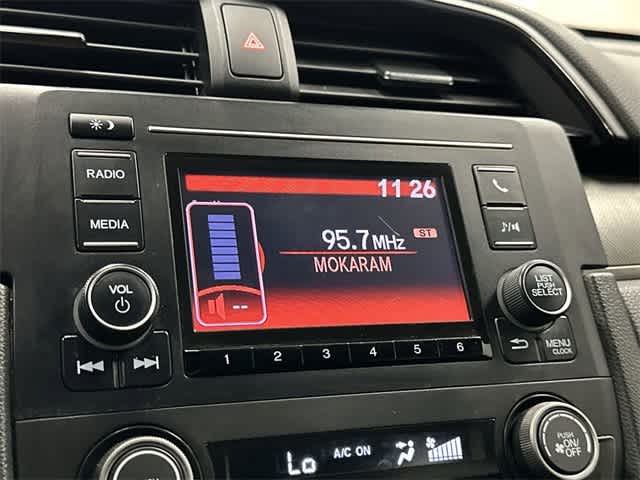 RADIO
MEDIA
VOL
11 26
95.7 MHz
ST
MOKARAM
--
LIST
PUSH
SELECT
MENU
CLOCK
1 2 3 4 5 6
Lo A/C ON
PUSH
ON/
OFF